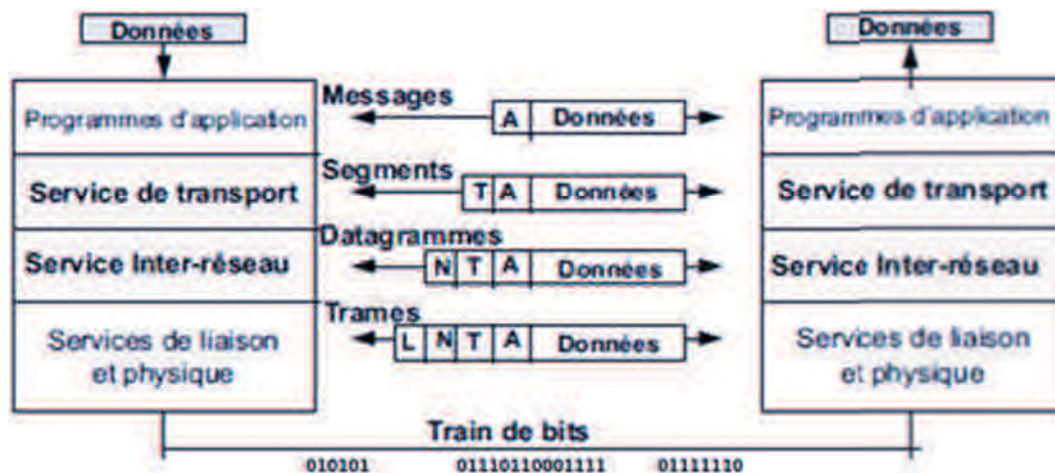 Données
Données
Programmes d'application
Messages
A Données
Programmes d'application
Service de transport
Segments
T A Données
Service de transport
Service Inter-réseau
Datagrammes
N T A Données
Service Inter-réseau
Services de liaison
et physique
Trames
L N T A Données
Services de liaison
et physique
Train de bits
010101 01110110001111 01111110